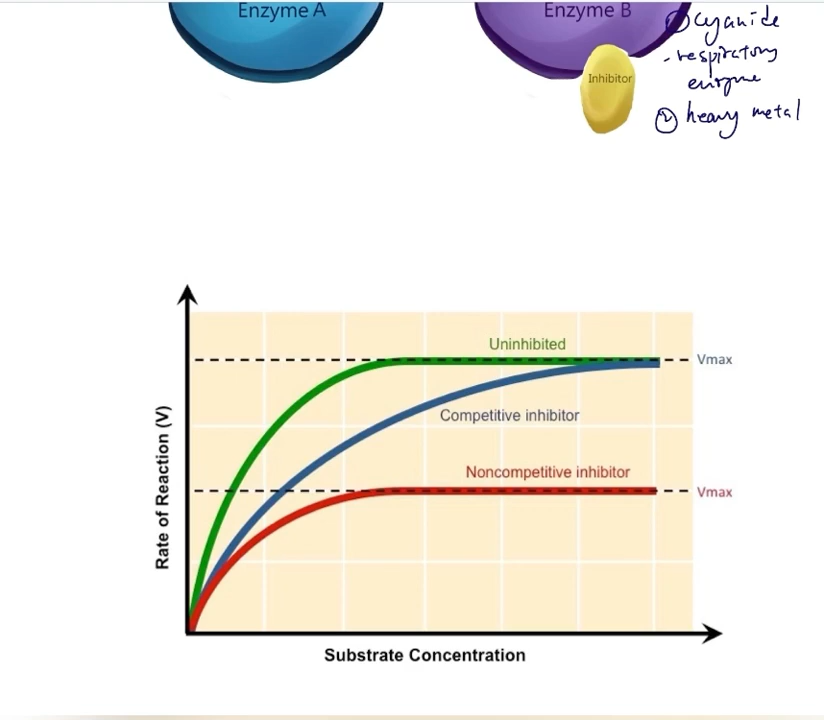 Enzyme A
Enzyme B
① cyanide
- respiratory
enzyme
Inhibitor
② heavy metal
Uninhibited
Vmax
Competitive inhibitor
Noncompetitive inhibitor
Vmax
Rate of Reaction (V)
Substrate Concentration